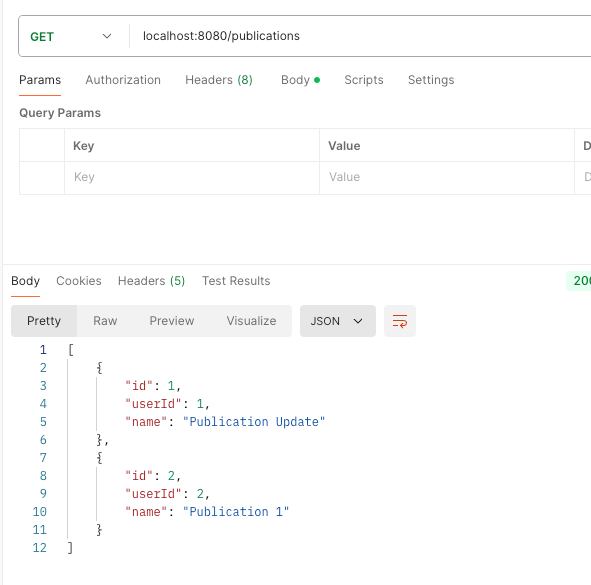 GET localhost:8080/publications
Params Authorization Headers (8) Body Scripts Settings
Query Params
Key Value D
Key Value D
Body Cookies Headers (5) Test Results 200
Pretty Raw Preview Visualize JSON
1 [
2 {
3 "id": 1,
4 "userId": 1,
5 "name": "Publication Update"
6 },
7 {
8 "id": 2,
9 "userId": 2,
10 "name": "Publication 1"
11 }
12 ]